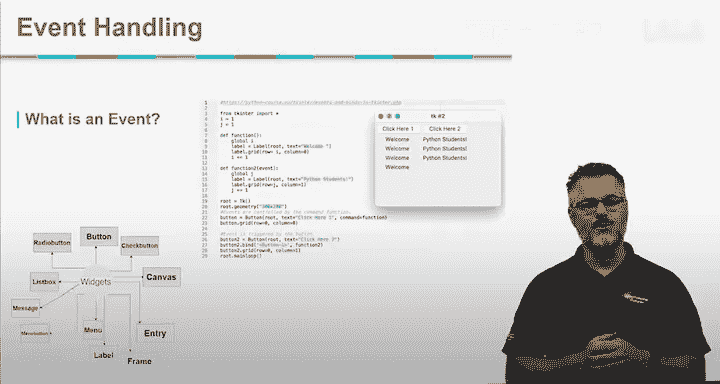 Event Handling
What is an Event?
from tkinter import *
i = 1
j = 1
def function():
global i
label = Label(root, text="Welcome ")
label.grid(row= i, column=0)
i += 1
def function2(event):
global j
label = Label(root, text="Python Students!")
label.grid(row=j, column=1)
j += 1
root = Tk()
button = Button(root, text="Click Here 1", command=function)
button.grid(row=0, column=0)
button2 = Button(root, text="Click Here 2")
button2.grid(row=0, column=1)
root.mainloop()
tk #2
Click Here 1 Click Here 2
Welcome Python Students!
Welcome Python Students!
Welcome Python Students!
Welcome
Button
Radiobutton
Checkbutton
Listbox
Widgets
Canvas
Message
Menubutton
Menu
Entry
Label
Frame